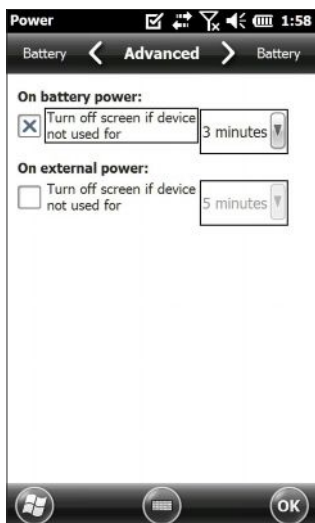 Power 1:58
Battery Advanced Battery
On battery power:
Turn off screen if device
not used for
3 minutes
On external power:
Turn off screen if device
not used for
5 minutes
OK